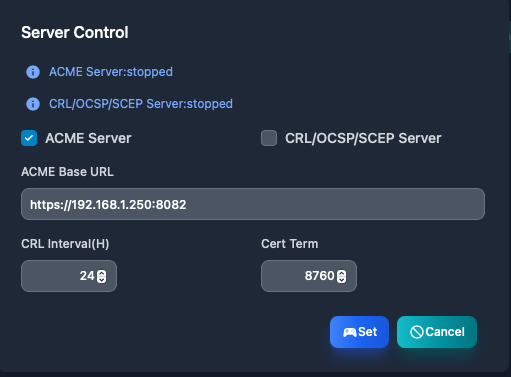 Server Control
ACME Server:stopped
CRL/OCSP/SCEP Server:stopped
ACME Server
CRL/OCSP/SCEP Server
ACME Base URL
https://192.168.1.250:8082
CRL Interval(H)
Cert Term
24
8760
Set
Cancel